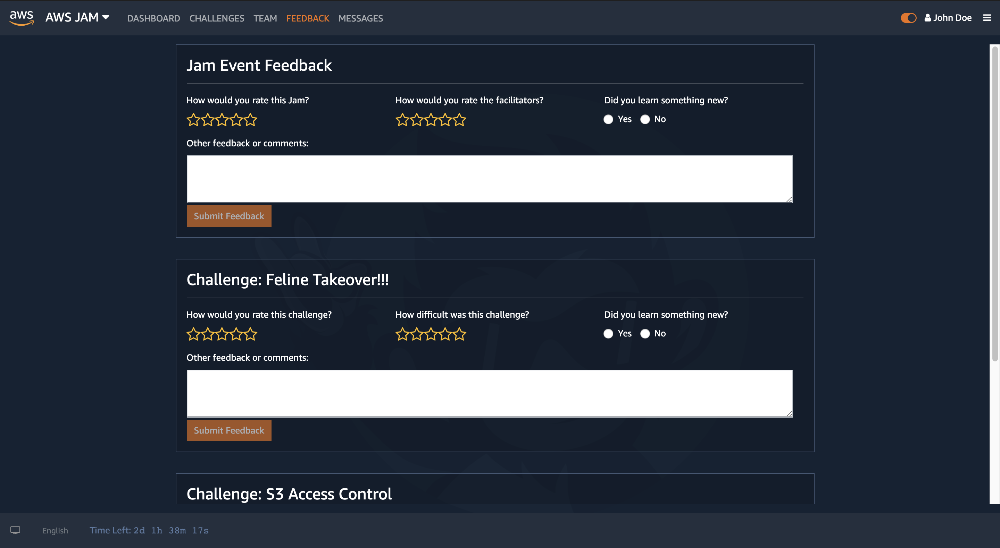 aws AWS JAM DASHBOARD CHALLENGES TEAM FEEDBACK MESSAGES John Doe
Jam Event Feedback
How would you rate this Jam? How would you rate the facilitators? Did you learn something new?
Yes No
Other feedback or comments:
Submit Feedback
Challenge: Feline Takeover!!!
How would you rate this challenge? How difficult was this challenge? Did you learn something new?
Yes No
Other feedback or comments:
Submit Feedback
Challenge: S3 Access Control
English Time Left: 2d 1h 38m 17s